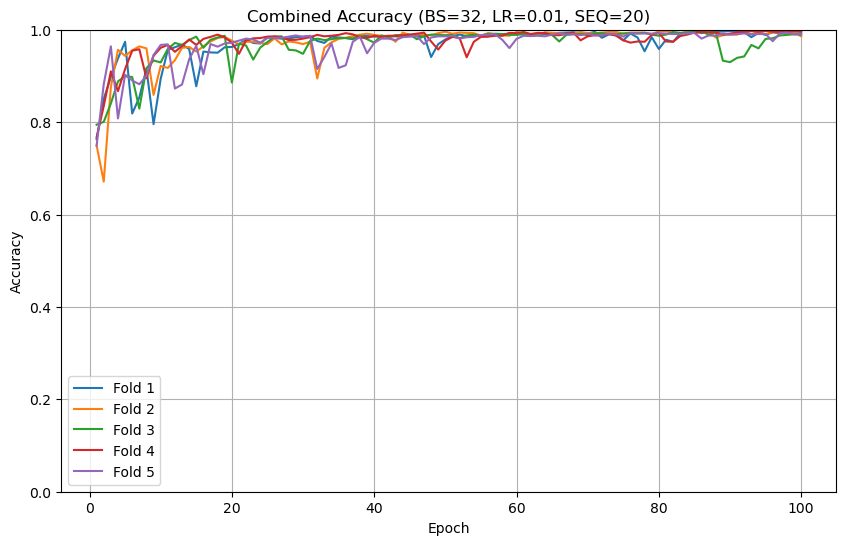 Combined Accuracy (BS=32, LR=0.01, SEQ=20)
1.0
0.8
0.6
0.4
0.2
0.0
Accuracy
Fold 1
Fold 2
Fold 3
Fold 4
Fold 5
0 20 40 60 80 100
Epoch